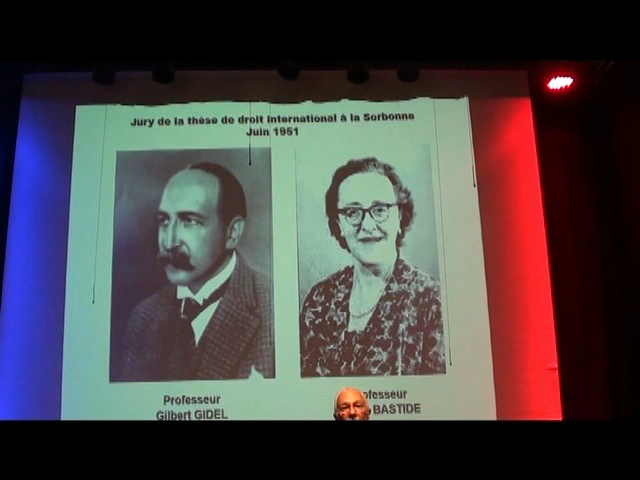 Jury de la thèse de droit International à la Sorbonne
Juin 1951
Professeur
Gilbert GIDEL
ofesseur
BASTIDE